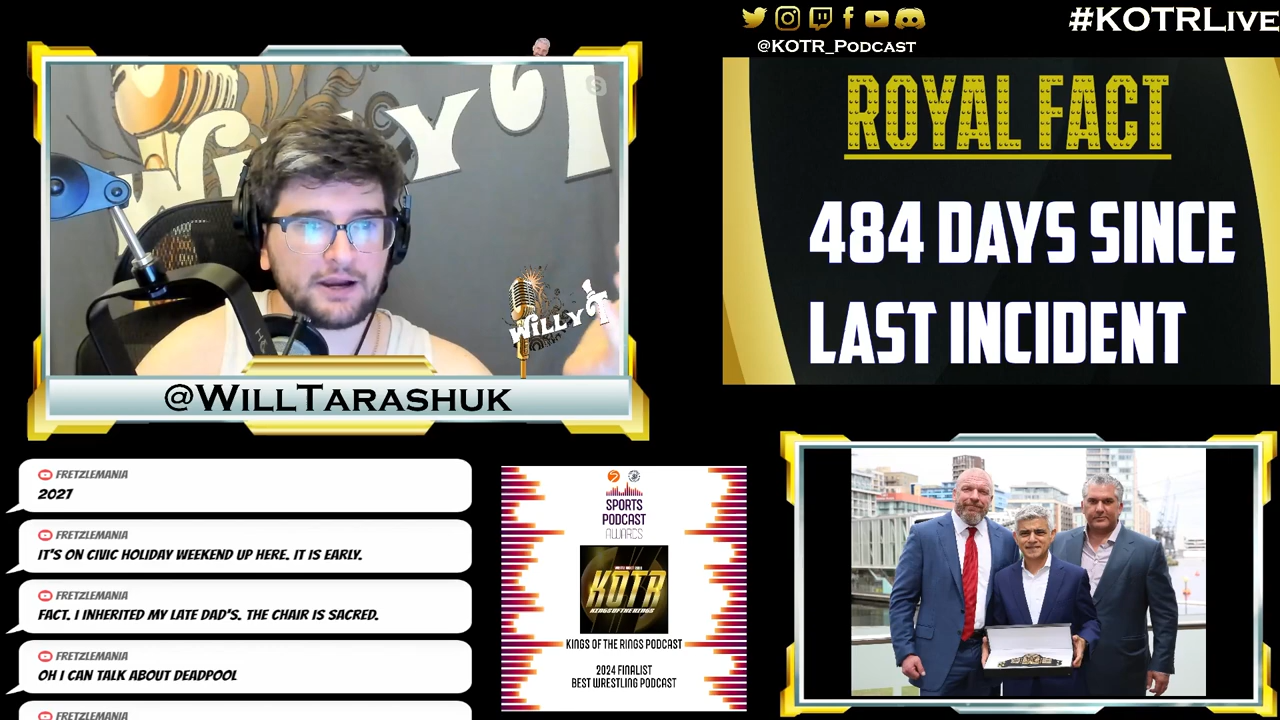 WILLY T
WILLY T
@WILLTARASHUK
@KOTR_PODCAST
#KOTRLIVE
ROYAL FACT
484 DAYS SINCE
LAST INCIDENT
FRETZLEMANIA
2027
FRETZLEMANIA
IT'S ON CIVIC HOLIDAY WEEKEND UP HERE. IT IS EARLY.
FRETZLEMANIA
FACT. I INHERITED MY LATE DAD'S. THE CHAIR IS SACRED.
FRETZLEMANIA
OH I CAN TALK ABOUT DEADPOOL
FRETZLEMANIA
SPORTS
PODCAST
AWARDS
KOTR
KINGS OF THE RINGS
KINGS OF THE RINGS PODCAST
2024 FINALIST
BEST WRESTLING PODCAST